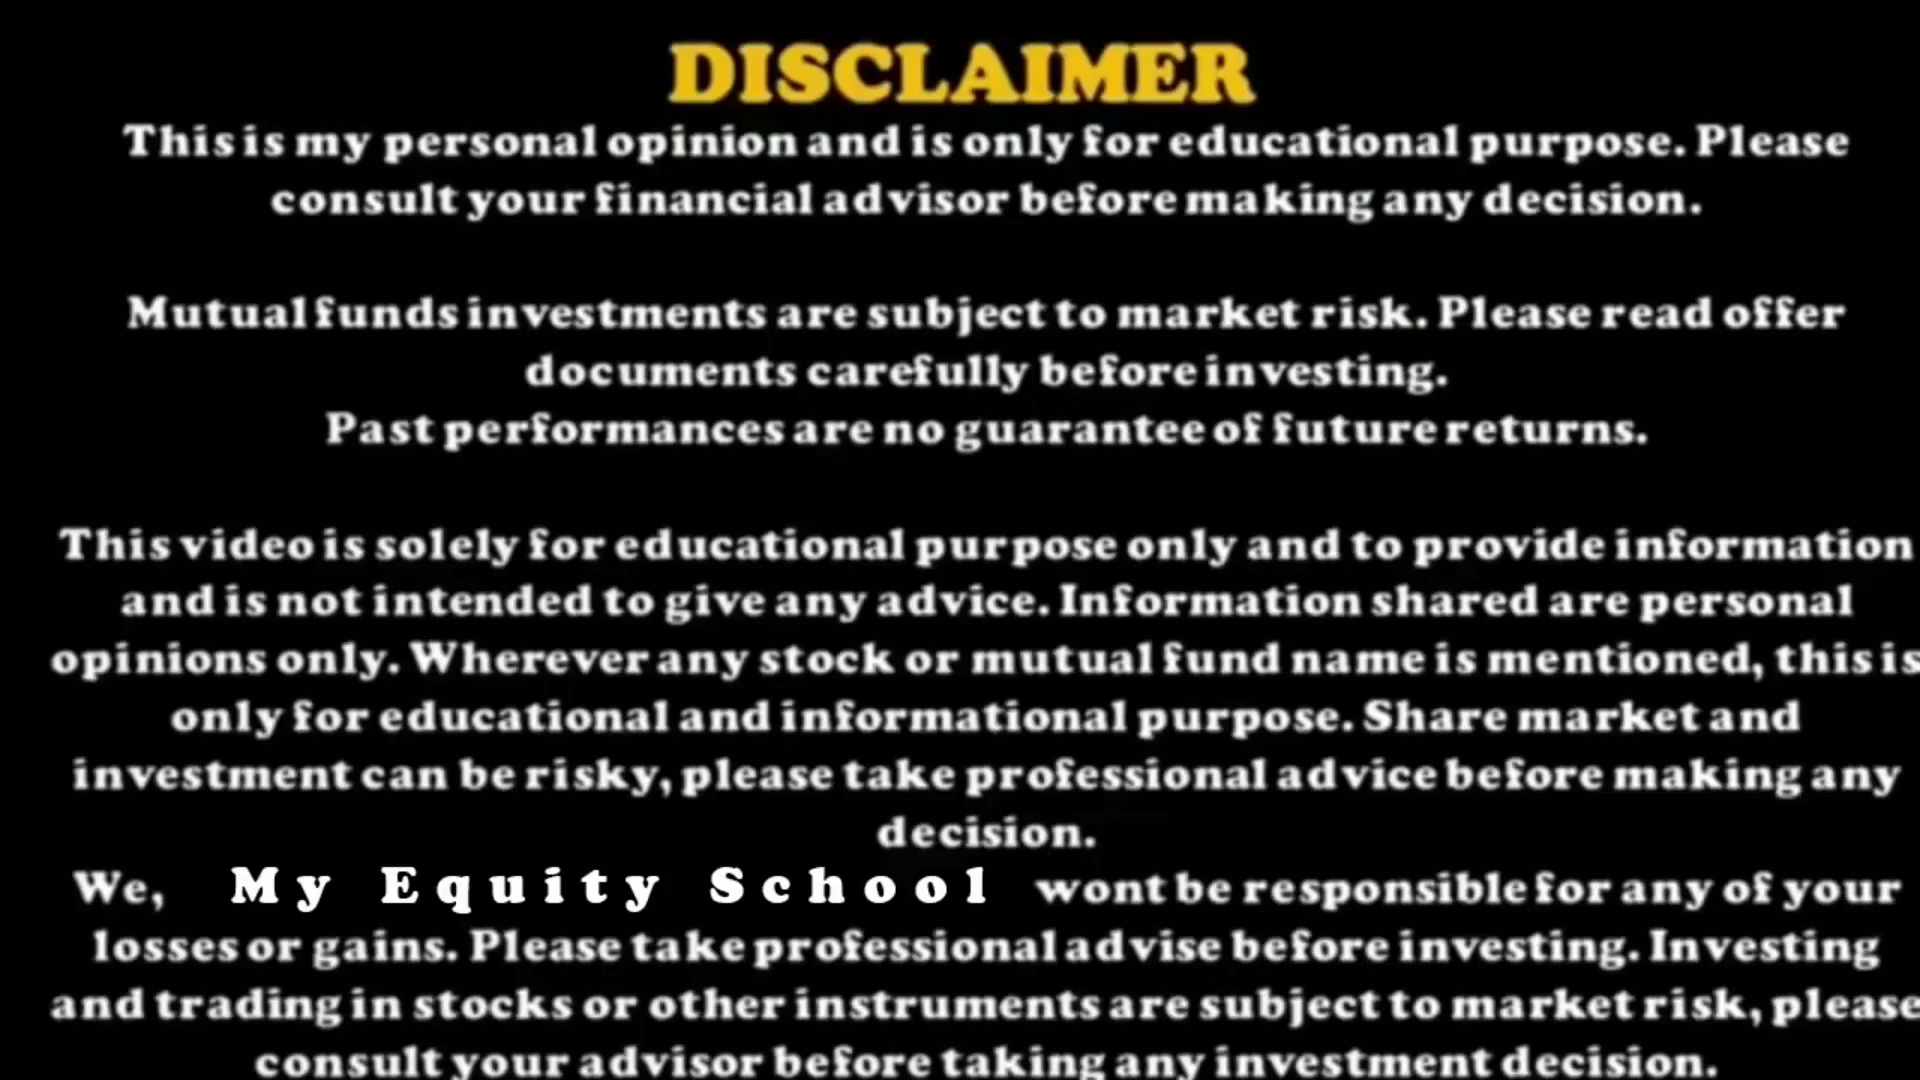 DISCLAIMER
This is my personal opinion and is only for educational purpose. Please
consult your financial advisor before making any decision.
Mutual funds investments are subject to market risk. Please read offer
documents carefully before investing.
Past performances are no guarantee of future returns.
This video is solely for educational purpose only and to provide information
and is not intended to give any advice. Information shared are personal
opinions only. Wherever any stock or mutual fund name is mentioned, this is
only for educational and informational purpose. Share market and
investment can be risky, please take professional advice before making any
decision.
We, My Equity School wont be responsible for any of your
losses or gains. Please take professional advise before investing. Investing
and trading in stocks or other instruments are subject to market risk, please
consult your advisor before taking any investment decision.